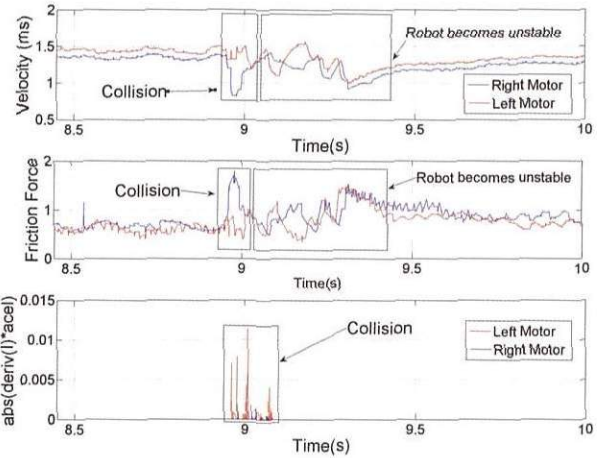 Velocity (ms)
2
1.5
1
0.5
Robot becomes unstable
Collision
Right Motor
Left Motor
8.5
9
9.5
10
Time(s)
Friction Force
2
1
0
Collision
Robot becomes unstable
8.5
9
9.5
10
Time(s)
abs(deriv(I)*acel)
0.015
0.01
0.005
0
Collision
Left Motor
Right Motor
8.5
9
9.5
10
Time(s)